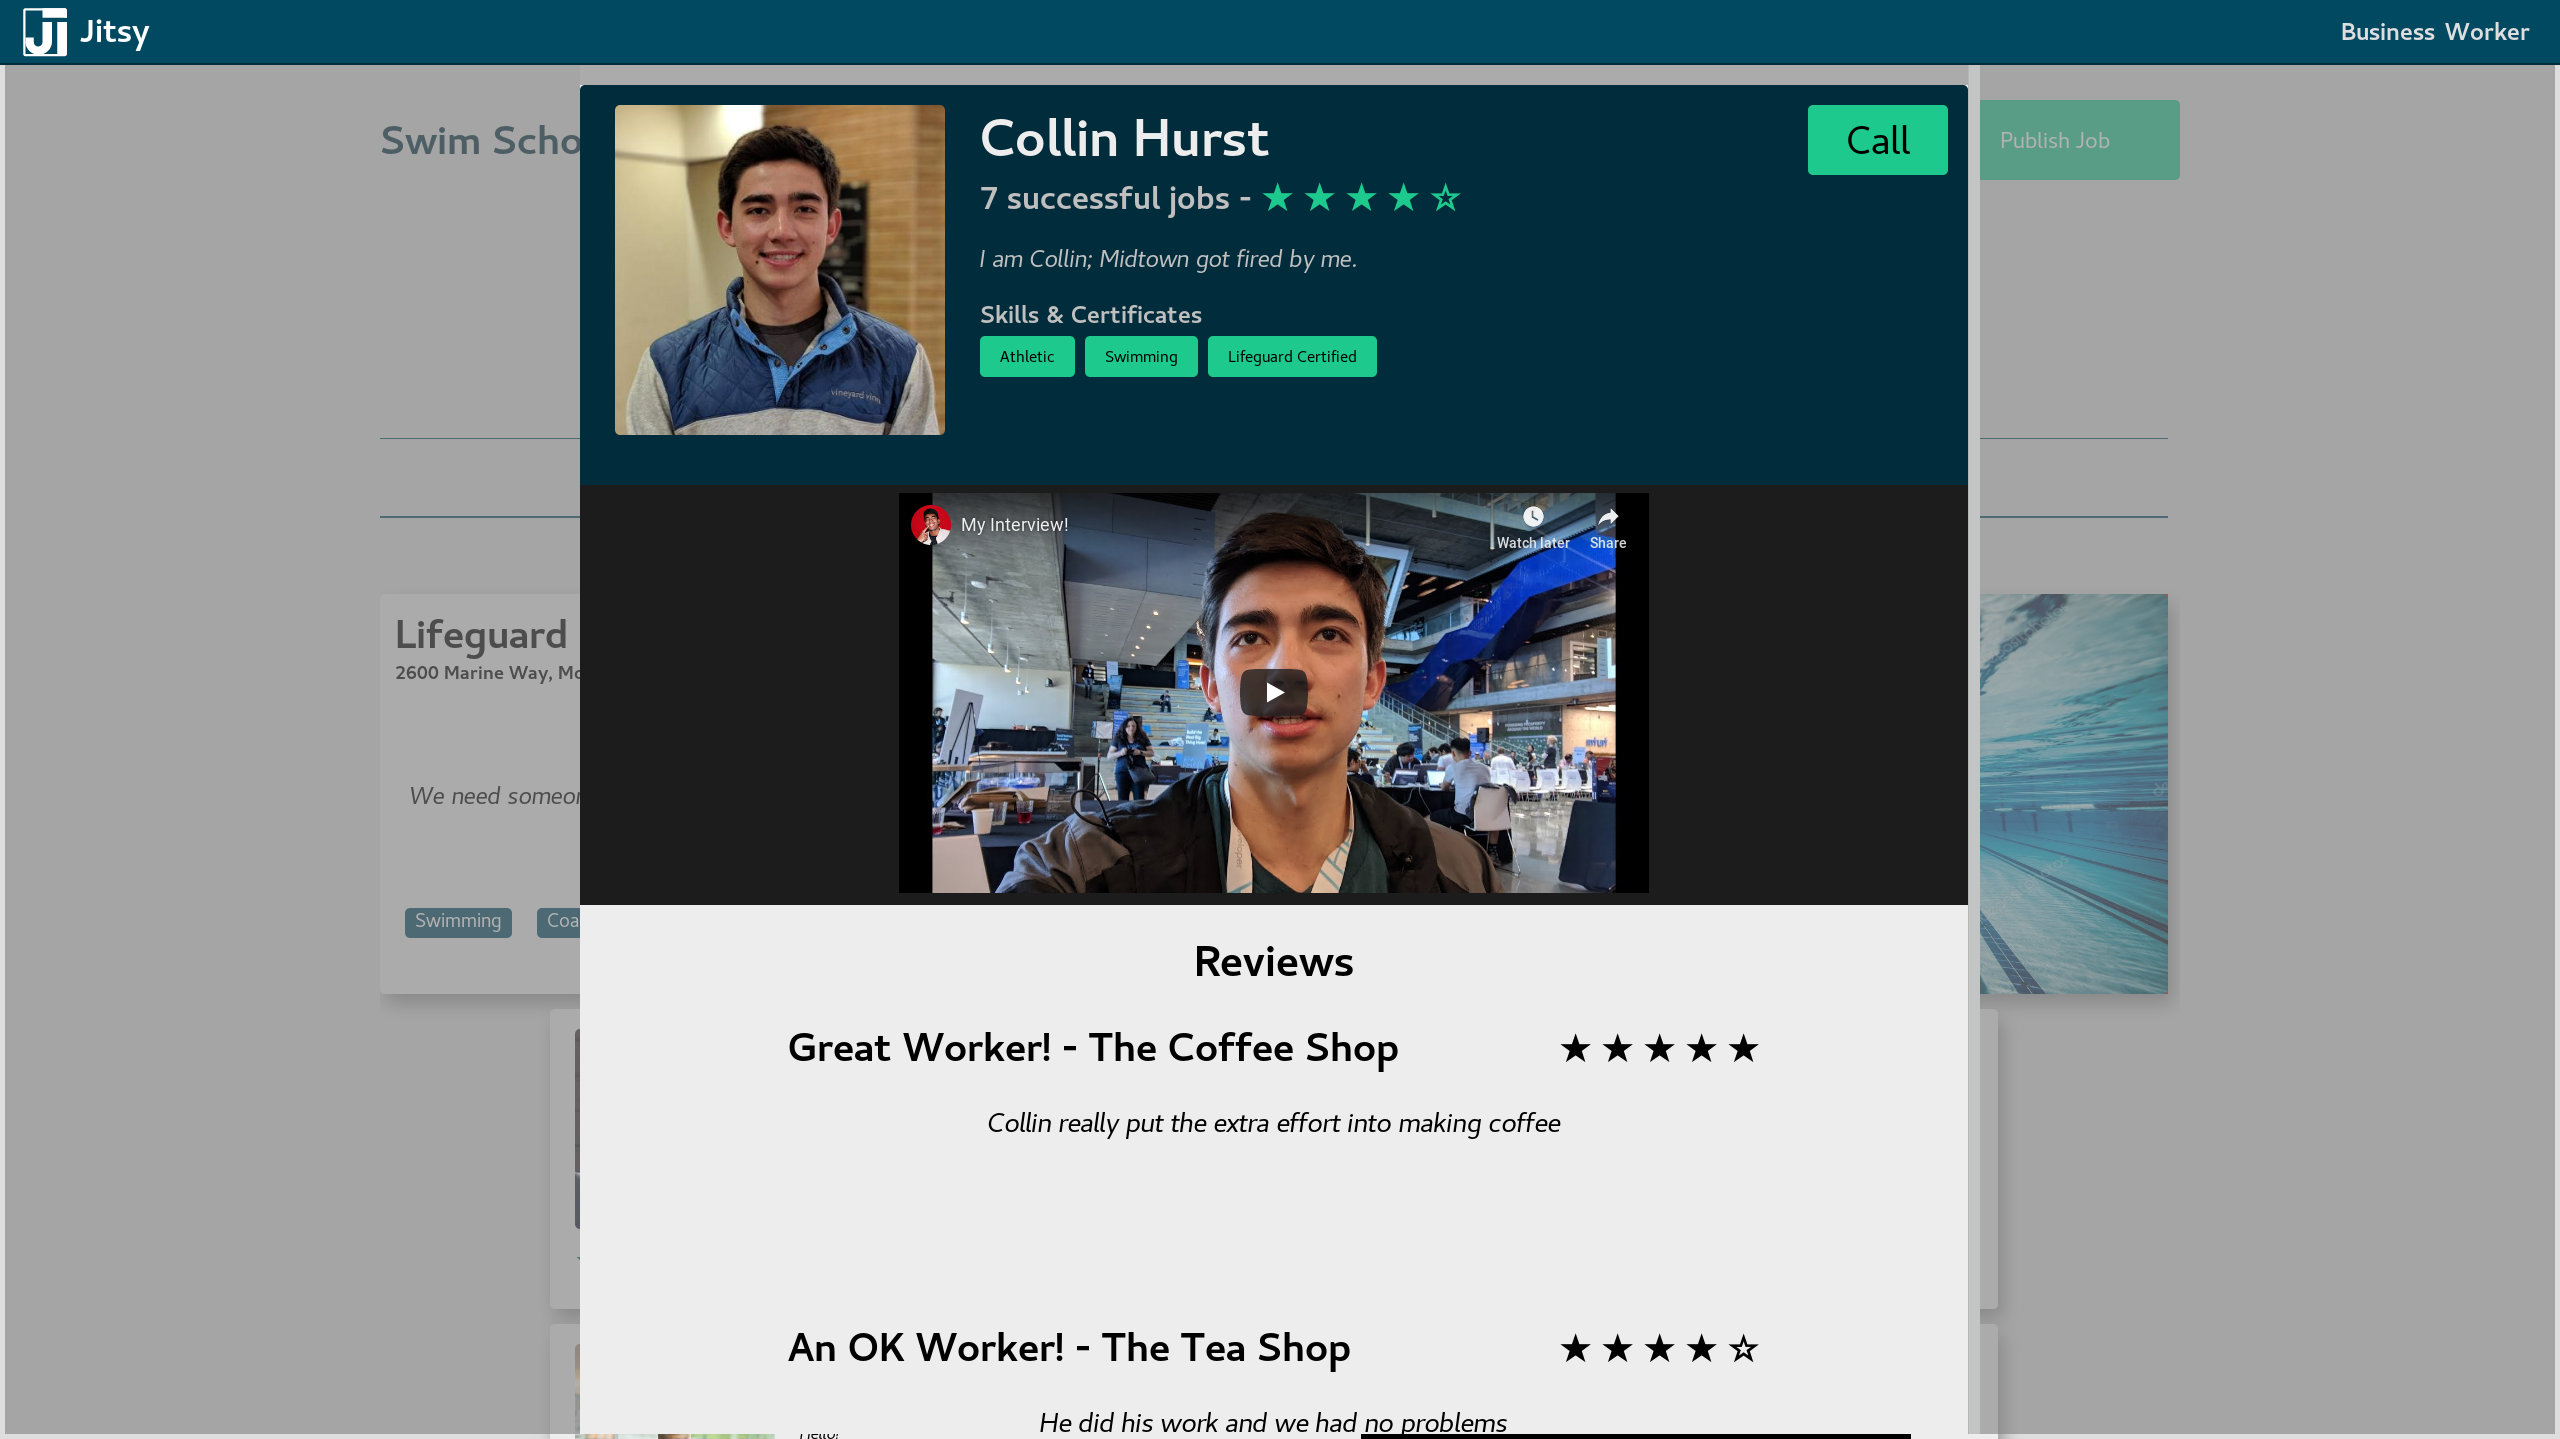 Jitsy
Business Worker
Swim Scho
Publish Job
Collin Hurst
Call
7 successful jobs - ★ ★ ★ ★ ☆
I am Collin; Midtown got fired by me.
Skills & Certificates
Athletic Swimming Lifeguard Certified
vineyard vines
My Interview!
Watch later Share
Lifeguard
2600 Marine Way, Mo
We need someon
Swimming Coa
Reviews
Great Worker! - The Coffee Shop ★ ★ ★ ★ ★
Collin really put the extra effort into making coffee
An OK Worker! - The Tea Shop ★ ★ ★ ★ ☆
He did his work and we had no problems
Hello!